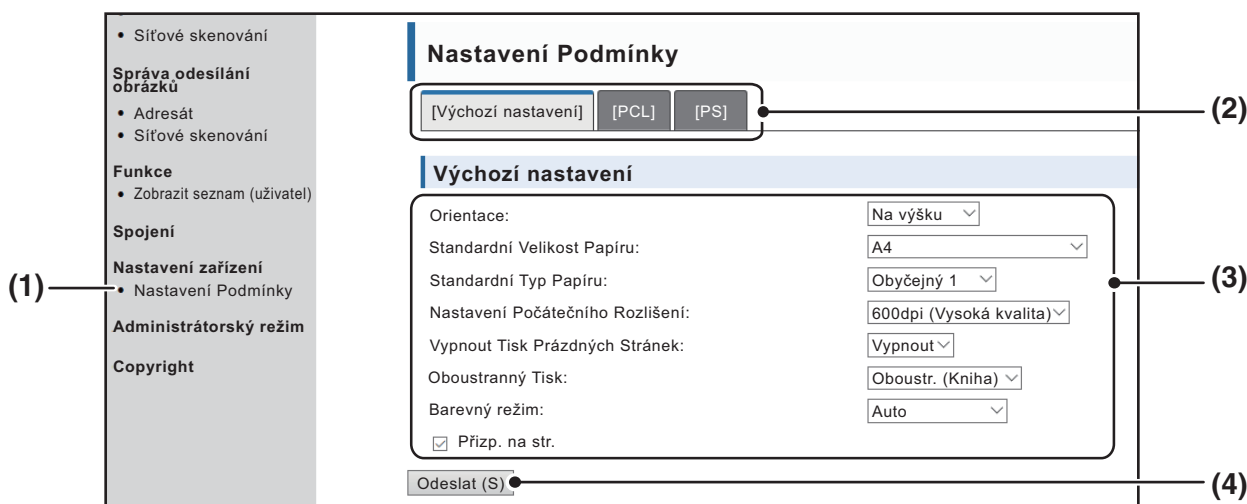 • Síťové skenování
Správa odesílání
obrázků
• Adresát
• Síťové skenování
Funkce
• Zobrazit seznam (uživatel)
Spojení
Nastavení zařízení
(1)
• Nastavení Podmínky
Administrátorský režim
Copyright
Nastavení Podmínky
[Výchozí nastavení] [PCL] [PS]
(2)
Výchozí nastavení
Orientace: Na výšku
Standardní Velikost Papíru: A4
Standardní Typ Papíru: Obyčejný 1
(3)
Nastavení Počátečního Rozlišení: 600dpi (Vysoká kvalita)
Vypnout Tisk Prázdných Stránek: Vypnout
Oboustranný Tisk: Oboustr. (Kniha)
Barevný režim: Auto
Přizp. na str.
Odeslat (S)
(4)